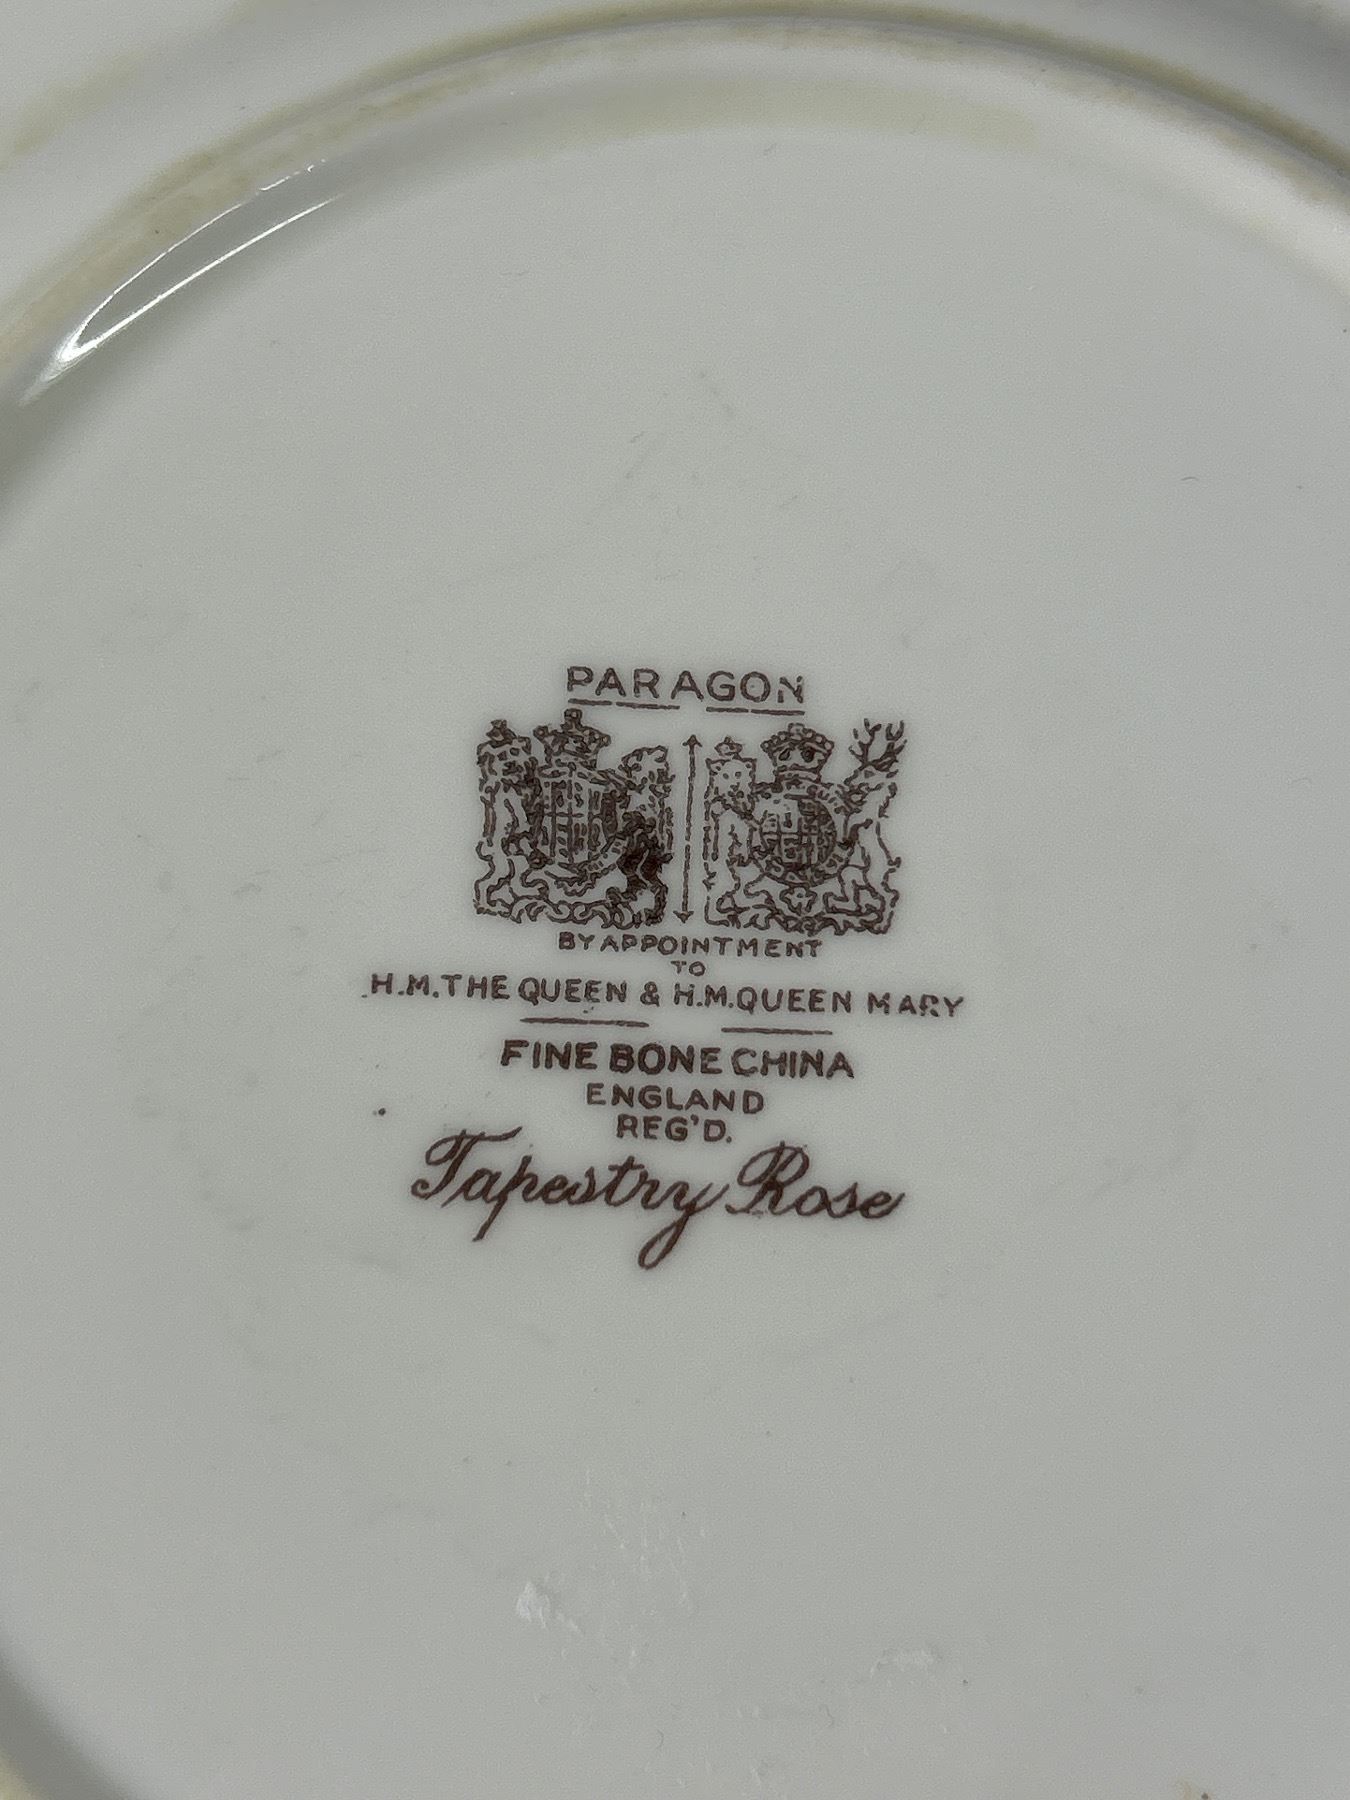 PARAGON
BY APPOINTMENT
TO
H.M. THE QUEEN & H.M. QUEEN MARY
FINE BONE CHINA
ENGLAND
REG'D.
Tapestry Rose